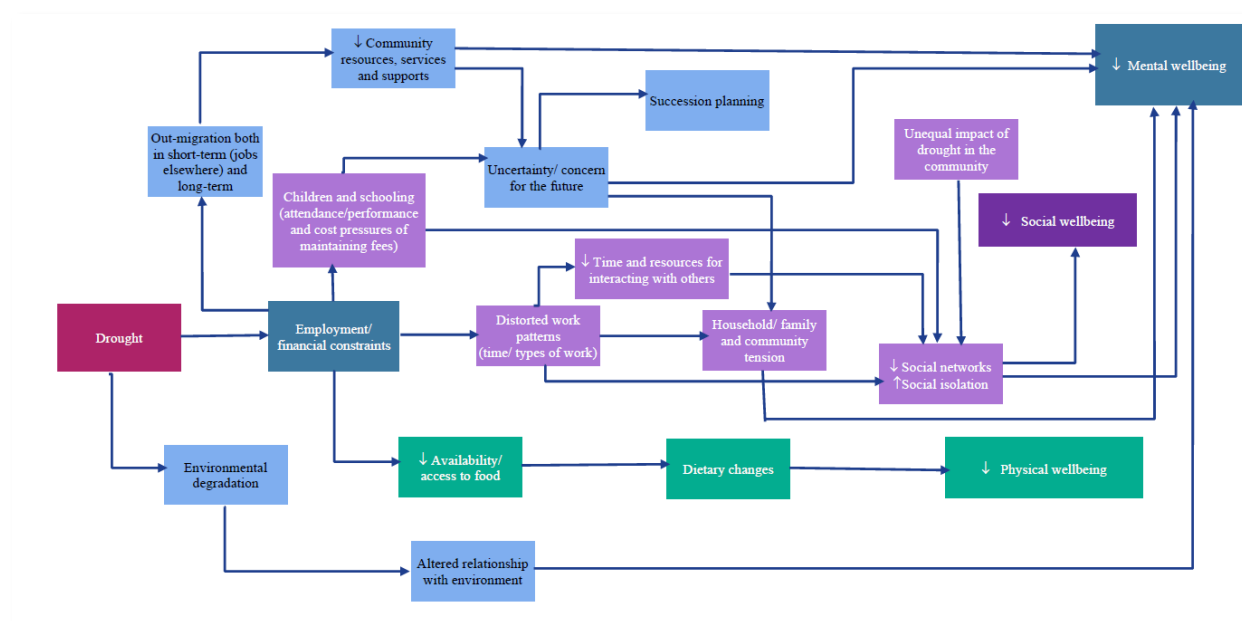 ↓ Community
resources, services
and supports
↓ Mental wellbeing
Succession planning
Out-migration both
in short-term (jobs
elsewhere) and
long-term
Unequal impact of
drought in the
community
Uncertainty/ concern
for the future
Children and schooling
(attendance/performance
and cost pressures of
maintaining fees)
↓ Social wellbeing
↓ Time and resources for
interacting with others
Drought
Employment/
financial constraints
Distorted work
patterns
(time/ types of work)
Household/ family
and community
tension
↓Social networks
↑Social isolation
Environmental
degradation
↓ Availability/
access to food
Dietary changes
↓ Physical wellbeing
Altered relationship
with environment